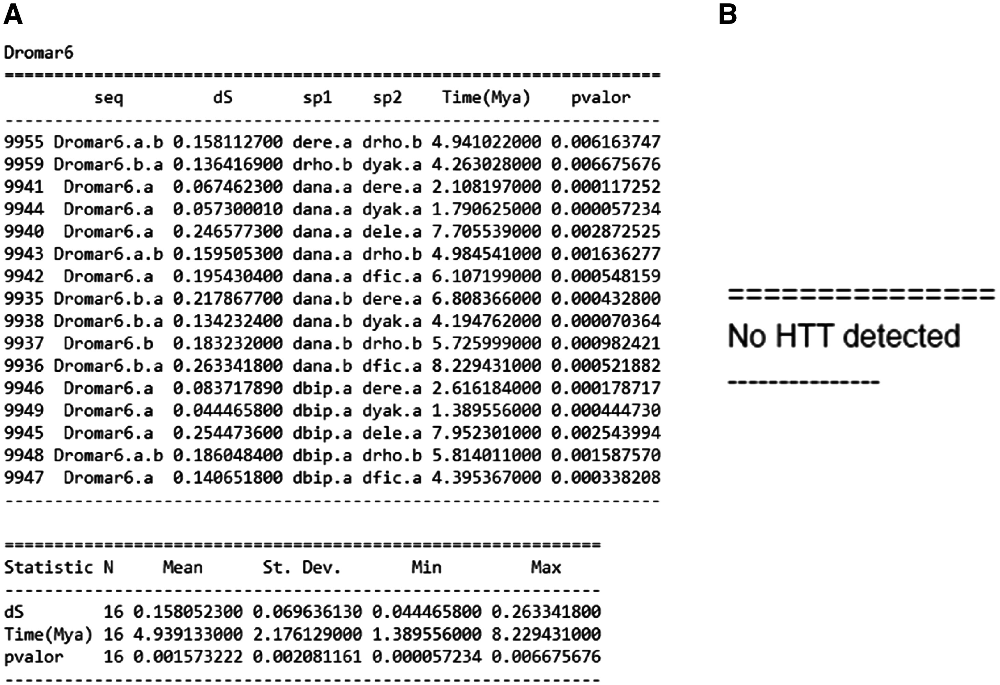 A
Dromar6
==================================================================
seq dS sp1 sp2 Time(Mya) pvalor
------------------------------------------------------------------
9955 Dromar6.a.b 0.158112700 dere.a drho.b 4.941022000 0.006163747
9959 Dromar6.b.a 0.136416900 drho.b dyak.a 4.263028000 0.006675676
9941 Dromar6.a 0.067462300 dana.a dere.a 2.108197000 0.000117252
9944 Dromar6.a 0.057300010 dana.a dyak.a 1.790625000 0.000057234
9940 Dromar6.a 0.246577300 dana.a dele.a 7.705539000 0.002872525
9943 Dromar6.a.b 0.159505300 dana.a drho.b 4.984541000 0.001636277
9942 Dromar6.a 0.195430400 dana.a dfic.a 6.107199000 0.000548159
9935 Dromar6.b.a 0.217867700 dana.b dere.a 6.808366000 0.000432800
9938 Dromar6.b.a 0.134232400 dana.b dyak.a 4.194762000 0.000070364
9937 Dromar6.b 0.183232000 dana.b drho.b 5.725999000 0.000982421
9936 Dromar6.b.a 0.263341800 dana.b dfic.a 8.229431000 0.000521882
9946 Dromar6.a 0.083717890 dbip.a dere.a 2.616184000 0.000178717
9949 Dromar6.a 0.044465800 dbip.a dyak.a 1.389556000 0.000444730
9945 Dromar6.a 0.254473600 dbip.a dele.a 7.952301000 0.002543994
9948 Dromar6.a.b 0.186048400 dbip.a drho.b 5.814011000 0.001587570
9947 Dromar6.a 0.140651800 dbip.a dfic.a 4.395367000 0.000338208
------------------------------------------------------------------
============================================================
Statistic N Mean St. Dev. Min Max
------------------------------------------------------------
dS 16 0.158052300 0.069636130 0.044465800 0.263341800
Time(Mya) 16 4.939133000 2.176129000 1.389556000 8.229431000
pvalor 16 0.001573222 0.002081161 0.000057234 0.006675676
------------------------------------------------------------
B
===============
No HTT detected
---------------